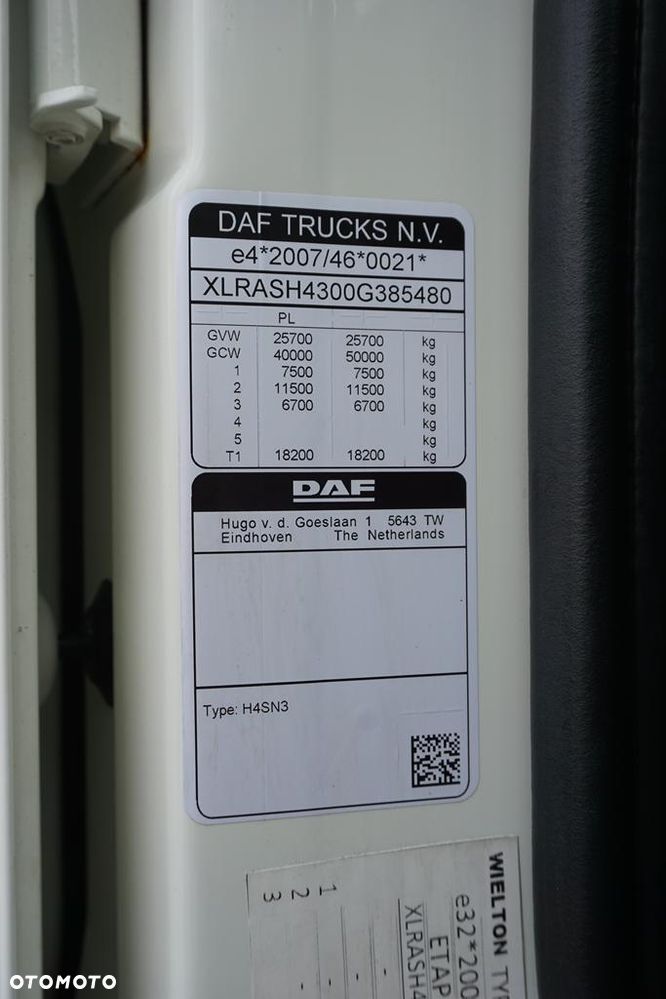 DAF TRUCKS N.V.
e4*2007/46*0021*
XLRASH4300G385480
PL
GVW 25700 25700 kg
GCW 40000 50000 kg
1 7500 7500 kg
2 11500 11500 kg
3 6700 6700 kg
4 kg
5 kg
T1 18200 18200 kg
DAF
Hugo v. d. Goeslaan 1 5643 TW
Eindhoven The Netherlands
Type: H4SN3
WIELTON TY
e32*200
ETAP
XLRASH4
1 -
2 -
3 -
OTOMOTO